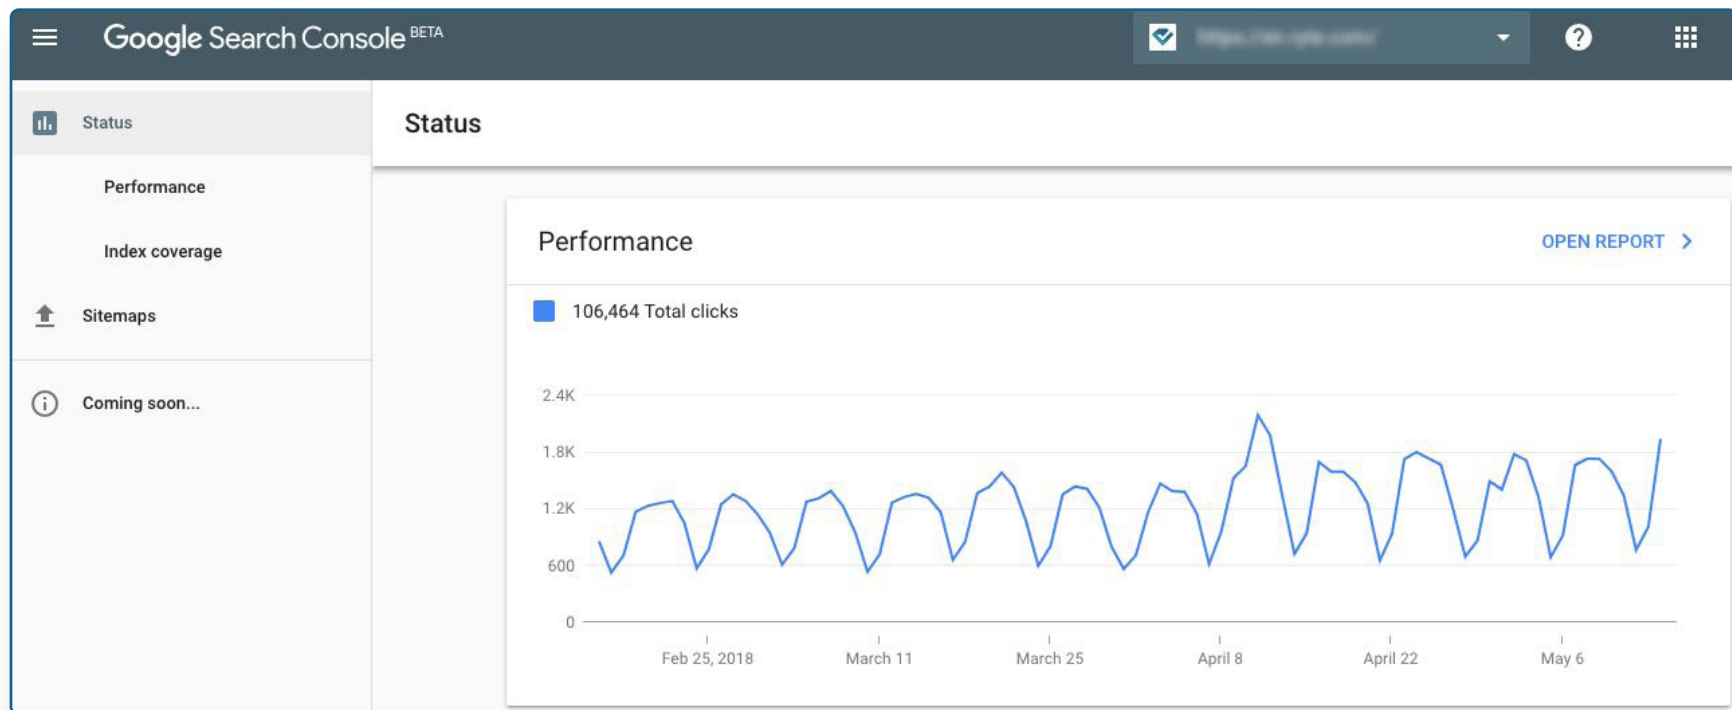 Google Search Console BETA
Status
Performance
Index coverage
Sitemaps
Coming soon...
Status
Performance
OPEN REPORT
106,464 Total clicks
2.4K
1.8K
1.2K
600
0
Feb 25, 2018
March 11
March 25
April 8
April 22
May 6